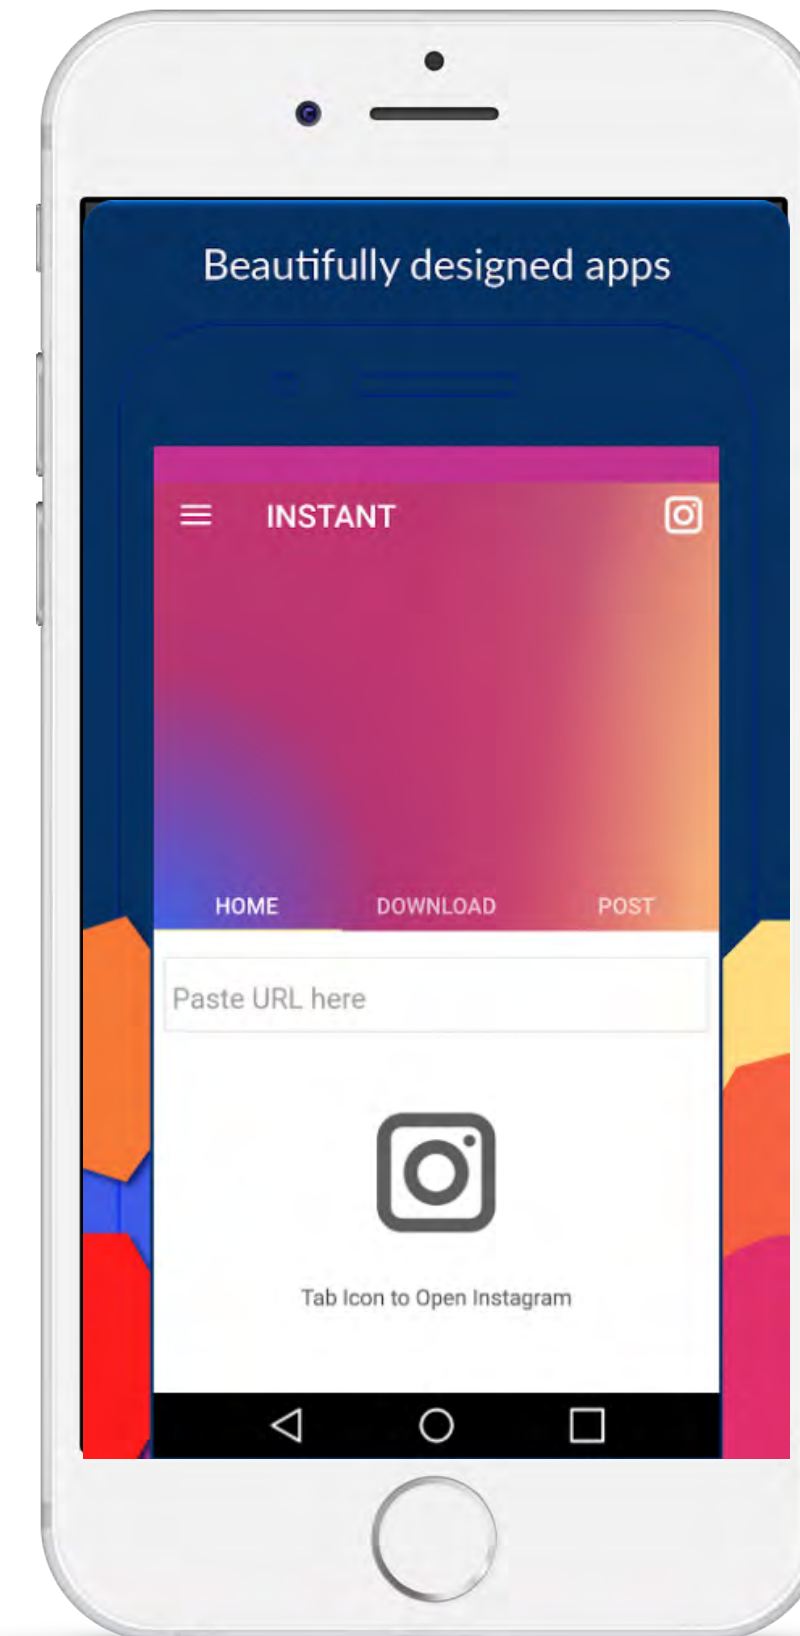 Beautifully designed apps
INSTANT
HOME DOWNLOAD POST
Paste URL here
Tab Icon to Open Instagram